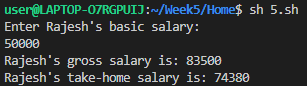 user@LAPTOP-O7RGPUIJ:~/Week5/Home$ sh 5.sh
Enter Rajesh's basic salary:
50000
Rajesh's gross salary is: 83500
Rajesh's take-home salary is: 74380